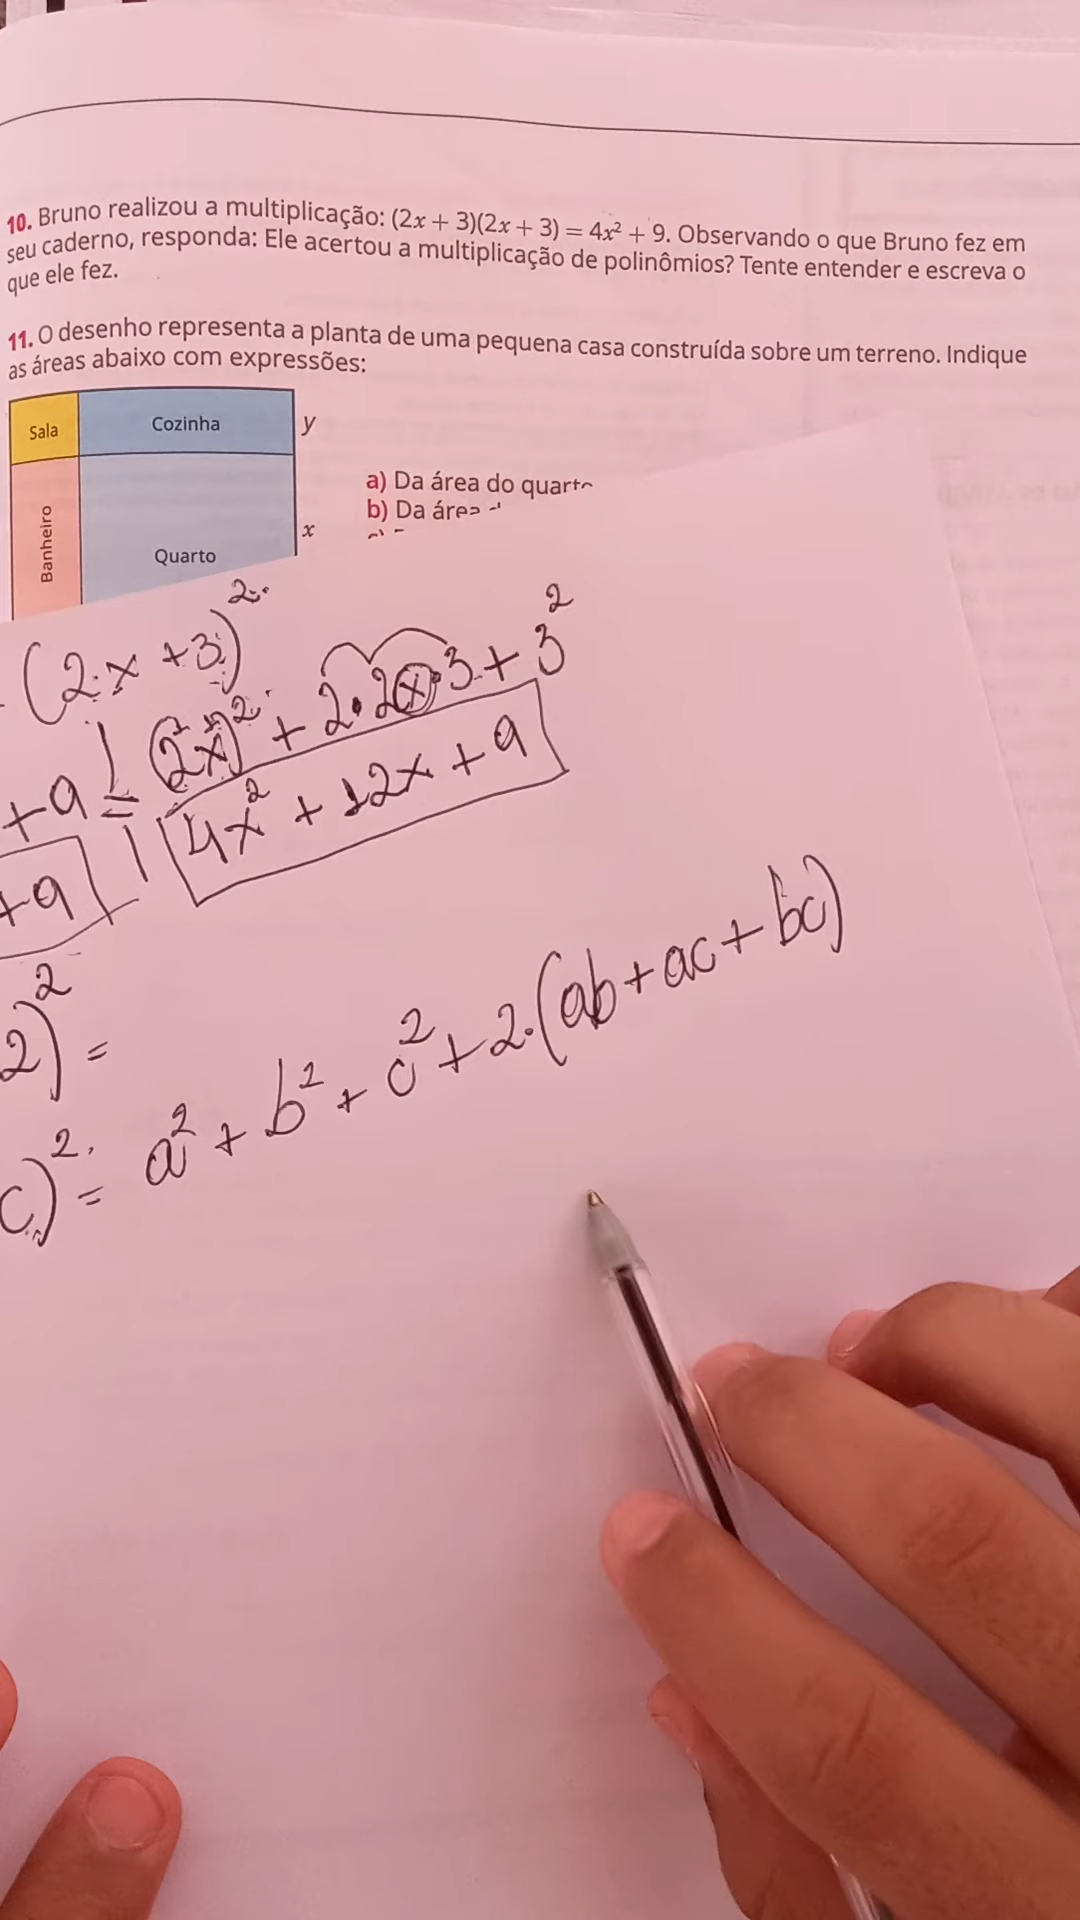 10. Bruno realizou a multiplicação: (2x + 3)(2x + 3) = 4x² + 9. Observando o que Bruno fez em
seu caderno, responda: Ele acertou a multiplicação de polinômios? Tente entender e escreva o
que ele fez.
11. O desenho representa a planta de uma pequena casa construída sobre um terreno. Indique
as áreas abaixo com expressões:
Sala
Cozinha
y
Banheiro
Quarto
x
a) Da área do quarto
b) Da área
(2x + 3)²
+9 = (2x)² + 2·2x·3 + 3²
+9 4x² + 12x + 9
2)² =
c)² = a² + b² + c² + 2·(ab + ac + bc)